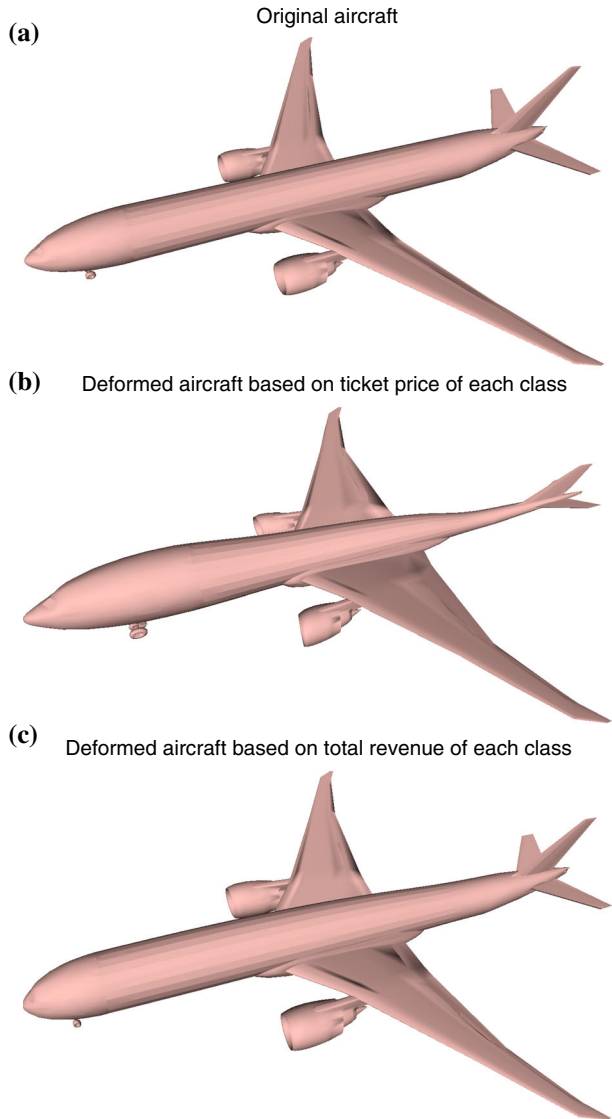 (a)
Original aircraft
(b)
Deformed aircraft based on ticket price of each class
(c)
Deformed aircraft based on total revenue of each class